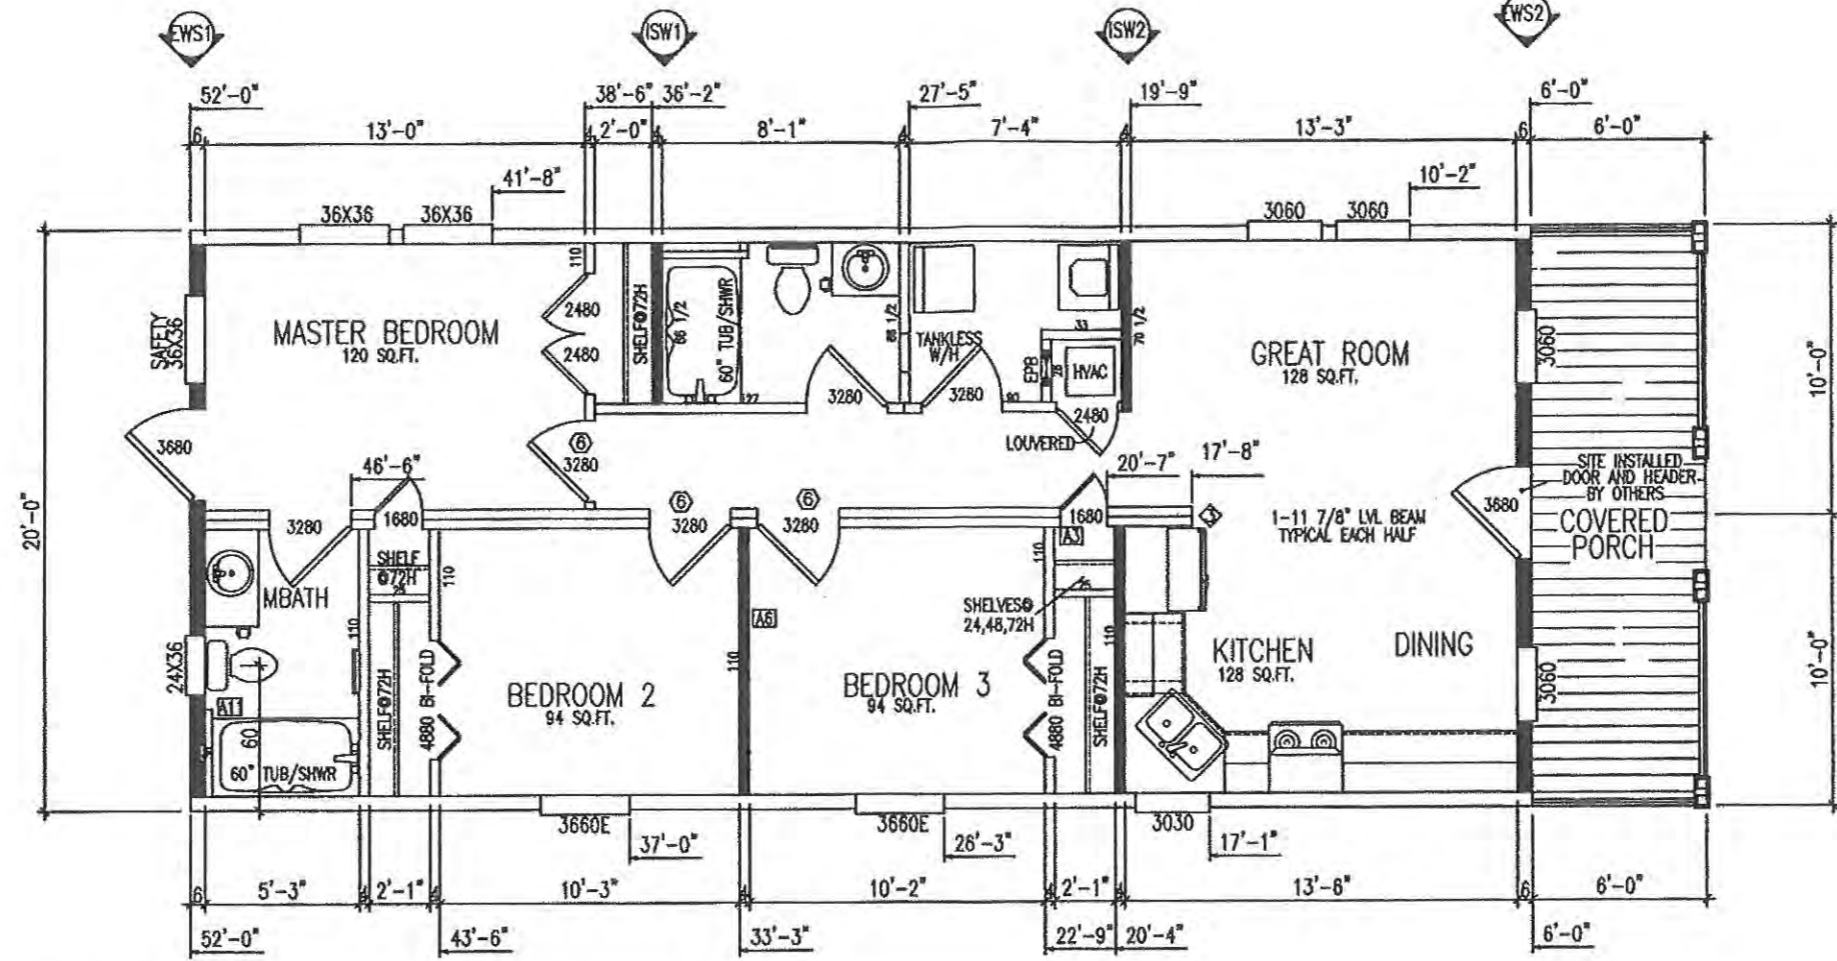 EWS1 ISW1 ISW2 EWS2
52'-0" 38'-6" 36'-2" 27'-5" 19'-9" 6'-0"
6 13'-0" 4 2'-0" 4 8'-1" 4 7'-4" 4 13'-3" 6 6'-0"
41'-8" 10'-2"
36X36 36X36 3060 3060
110
SAFETY
36X36
MASTER BEDROOM
120 SQ.FT.
2480
2480
SHELF@72H
60" TUB/SHWR
TANKLESS
W/H
33
70 1/2
EPB
28
HVAC
GREAT ROOM
128 SQ.FT.
3060
10'-0"
3280 3280
2480
LOUVERED
3680
6
3280
46'-6"
20'-7" 17'-8"
SITE INSTALLED
DOOR AND HEADER
BY OTHERS
20'-0"
3280 1680
6
3280
6
3280
1680
A3
1-11 7/8" LVL BEAM
TYPICAL EACH HALF
3680
COVERED
PORCH
SHELF
@72H
25
110
110
MBATH
110
A6
110
SHELVES@
24,48,72H
25
110
24X36
SHELF@72H
4880 BI-FOLD
BEDROOM 2
94 SQ.FT.
BEDROOM 3
94 SQ.FT.
4880 BI-FOLD
SHELF@72H
KITCHEN
128 SQ.FT.
DINING
3060
10'-0"
A11
60
60" TUB/SHWR
3660E 3660E 3030
37'-0" 26'-3" 17'-1"
6 5'-3" 4 2'-1" 4 10'-3" 4 10'-2" 4 2'-1" 4 13'-8" 6 6'-0"
52'-0" 43'-6" 33'-3" 22'-9" 20'-4" 6'-0"